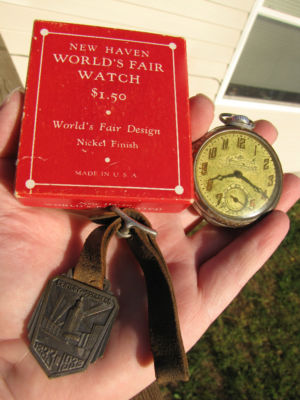 NEW HAVEN
WORLD'S FAIR
WATCH
$1.50
World's Fair Design
Nickel Finish
MADE IN U.S.A